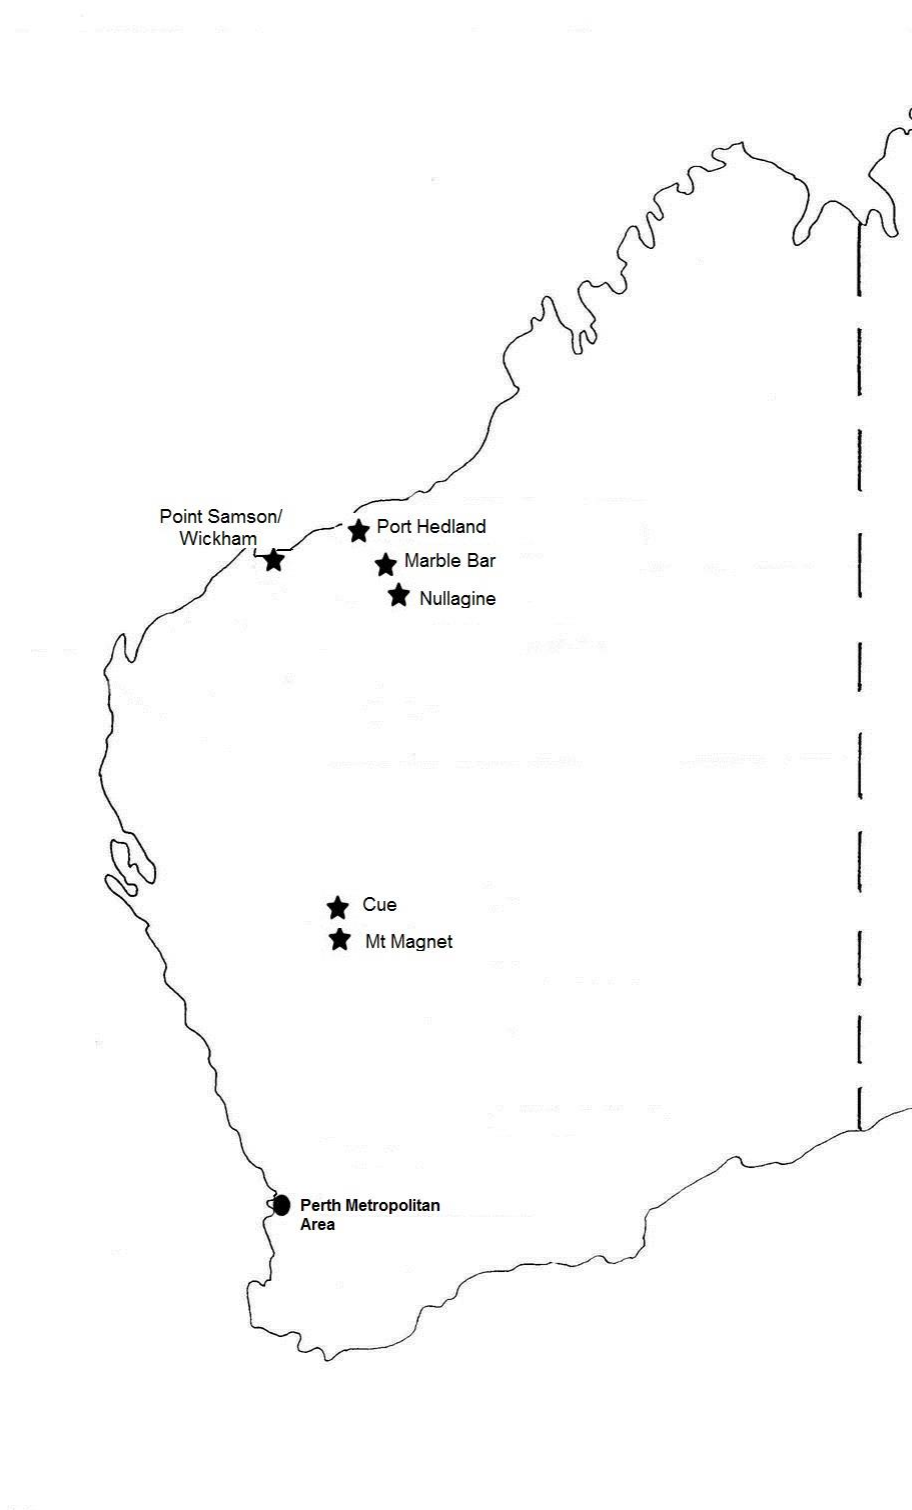 Point Samson/
Wickham
Port Hedland
Marble Bar
Nullagine
Cue
Mt Magnet
Perth Metropolitan
Area